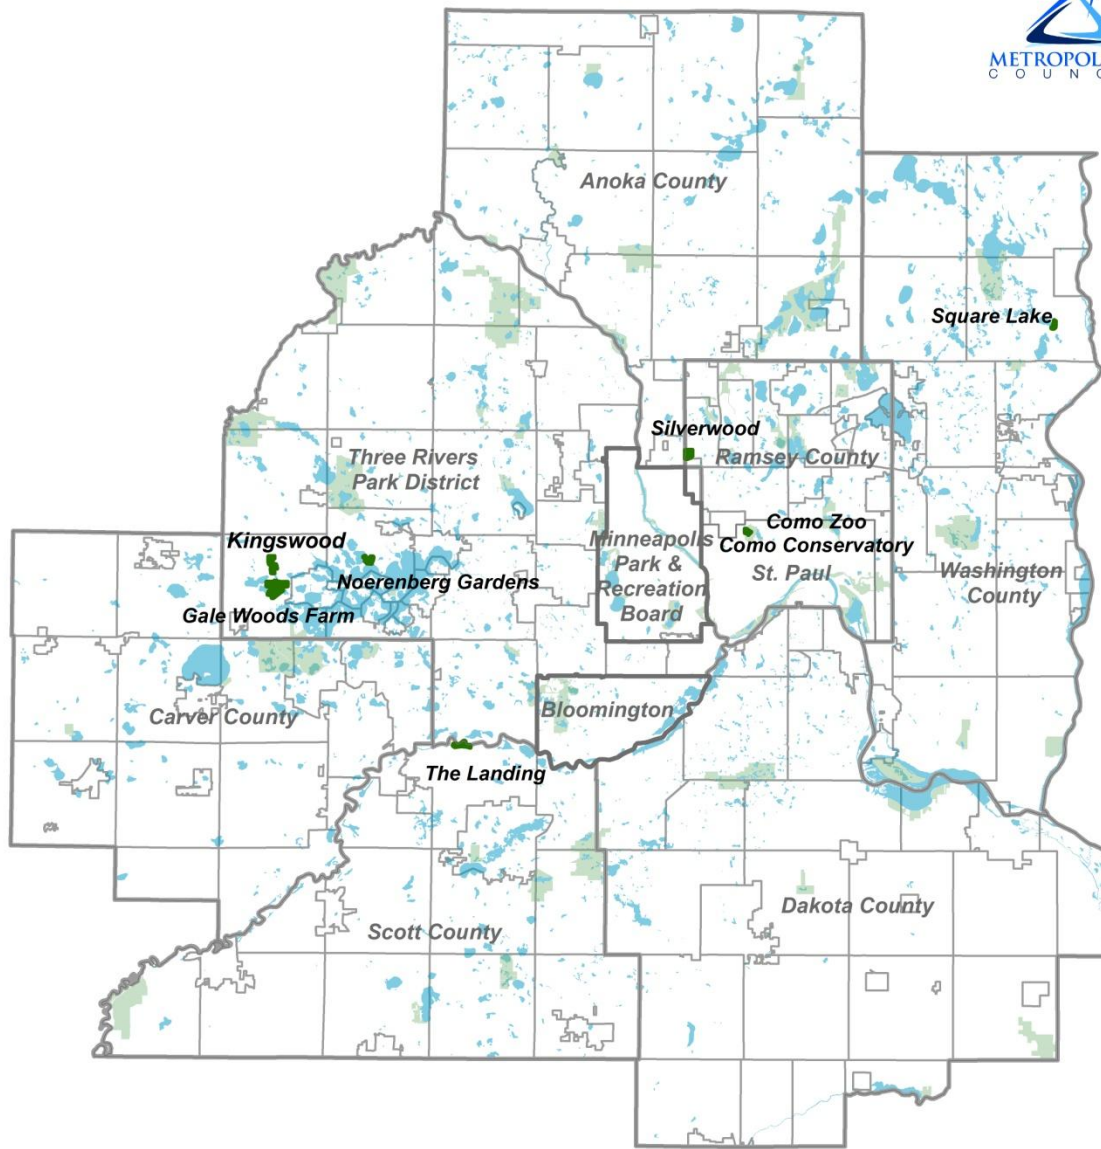 METROPOL
C O U N C
Anoka County
Square Lake
Silverwood
Ramsey County
Three Rivers
Park District
Como Zoo
Como Conservatory
Kingswood
Minneapolis
Park &
Recreation
Board
St. Paul
Washington
County
Noerenberg Gardens
Gale Woods Farm
Carver County
Bloomington
The Landing
Dakota County
Scott County